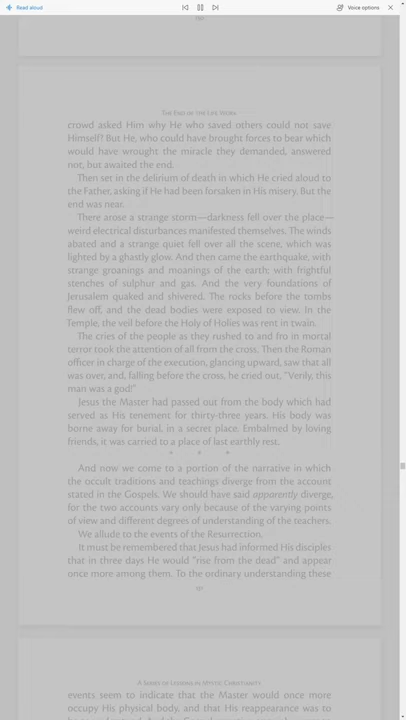 Read aloud
Voice options
The End of the Life Story
crowd asked Him why He who saved others could not save
Himself? But He, who could have brought forces to bear which
would have wrought the miracle they demanded, answered
not, but awaited the end.
Then set in the delirium of death in which He cried aloud to
the Father, asking if He had been forsaken in His misery. But the
end was near.
There arose a strange storm—darkness fell over the place—
weird electrical disturbances manifested themselves. The winds
abated and a strange quiet fell over all the scene, which was
lighted by a ghastly glow. And then came the earthquake, with
strange groanings and moanings of the earth; with frightful
stenches of sulphur and gas. And the very foundations of
Jerusalem quaked and shivered. The rocks before the tombs
flew off, and the dead bodies were exposed to view. In the
Temple, the veil before the Holy of Holies was rent in twain.
The cries of the people as they rushed to and fro in mortal
terror took the attention of all from the cross. Then the Roman
officer in charge of the execution, glancing upward, saw that all
was over, and, falling before the cross, he cried out, “Verily, this
man was a god!”
Jesus the Master had passed out from the body which had
served as His tenement for thirty-three years. His body was
borne away for burial, in a secret place. Embalmed by loving
friends, it was carried to a place of last earthly rest.
* * *
And now we come to a portion of the narrative in which
the occult traditions and teachings diverge from the account
stated in the Gospels. We should have said apparently diverge,
for the two accounts vary only because of the varying points
of view and different degrees of understanding of the teachers.
We allude to the events of the Resurrection.
It must be remembered that Jesus had informed His disciples
that in three days He would “rise from the dead” and appear
once more among them. To the ordinary understanding these
A Series of Lessons in Mystic Christianity
events seem to indicate that the Master would once more
occupy His physical body, and that His reappearance was to